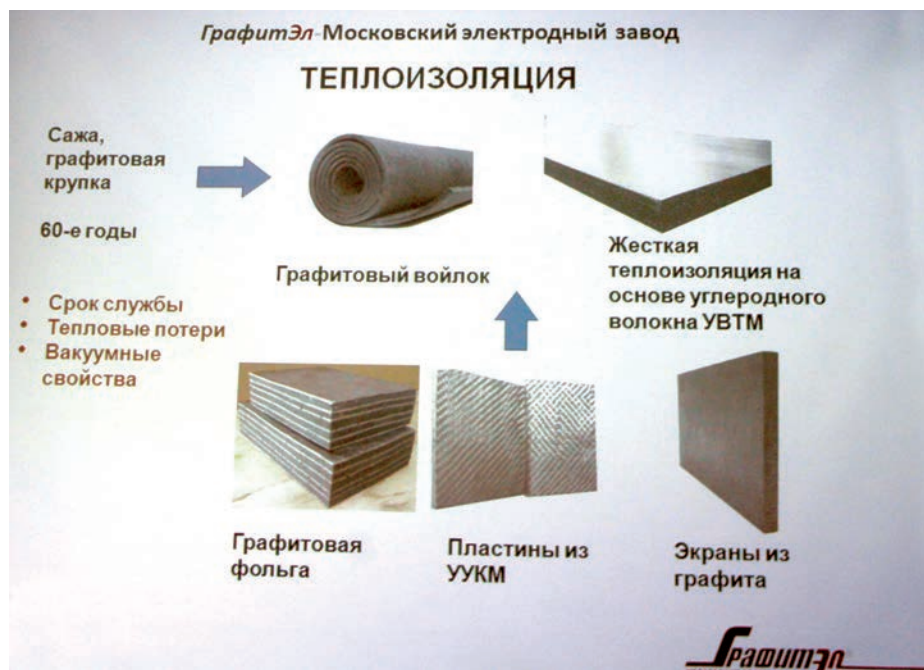 ГрафитЭл-Московский электродный завод
ТЕПЛОИЗОЛЯЦИЯ
Сажа,
графитовая
крупка
60-е годы
• Срок службы
• Тепловые потери
• Вакуумные
свойства
Графитовый войлок
Жесткая
теплоизоляция на
основе углеродного
волокна УВТМ
Графитовая
фольга
Пластины из
УУКМ
Экраны из
графита
ГрафитЭл